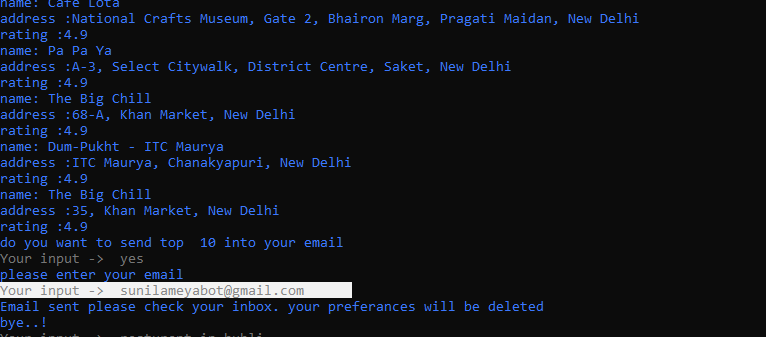 name: Cafe Lota
address :National Crafts Museum, Gate 2, Bhairon Marg, Pragati Maidan, New Delhi
rating :4.9
name: Pa Pa Ya
address :A-3, Select Citywalk, District Centre, Saket, New Delhi
rating :4.9
name: The Big Chill
address :68-A, Khan Market, New Delhi
rating :4.9
name: Dum-Pukht - ITC Maurya
address :ITC Maurya, Chanakyapuri, New Delhi
rating :4.9
name: The Big Chill
address :35, Khan Market, New Delhi
rating :4.9
do you want to send top  10 into your email
Your input ->  yes
please enter your email
Your input ->  sunilameyabot@gmail.com
Email sent please check your inbox. your preferances will be deleted
bye..!
Your input ->  resturant in hubli